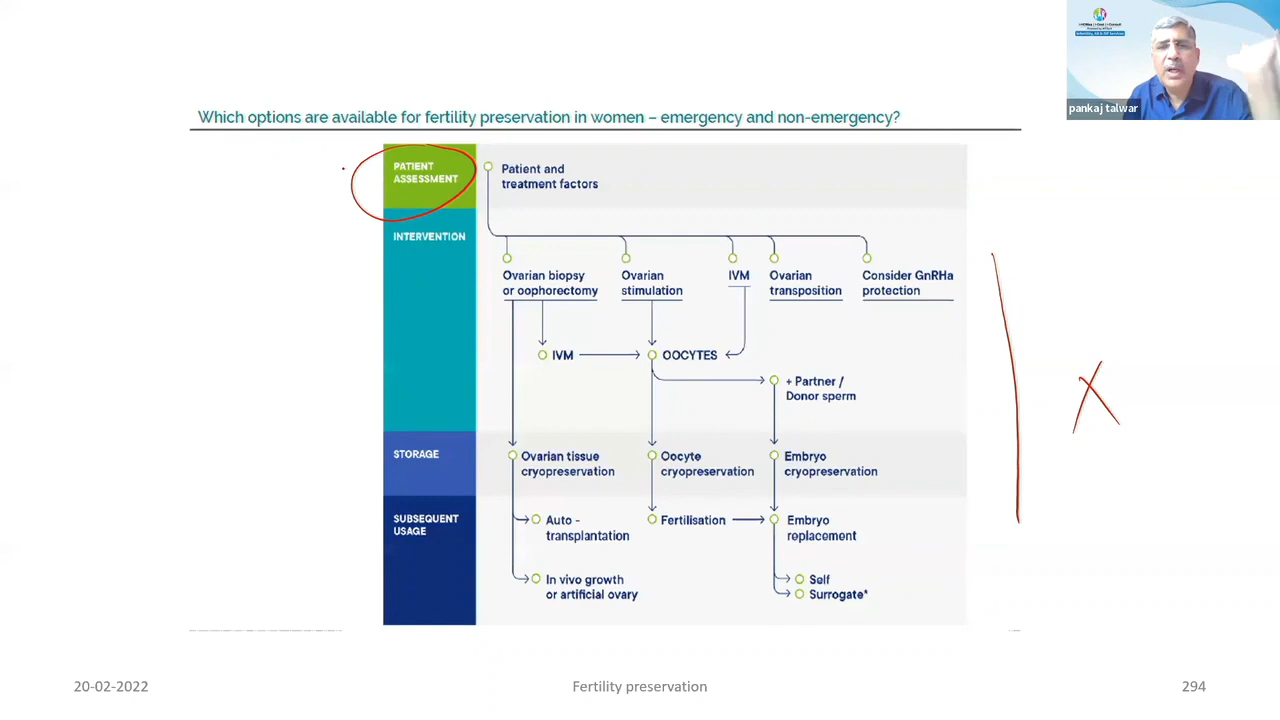 pankaj talwar
Which options are available for fertility preservation in women – emergency and non-emergency?
PATIENT
ASSESSMENT
Patient and
treatment factors
INTERVENTION
Ovarian biopsy
or oophorectomy
Ovarian
stimulation
IVM
Ovarian
transposition
Consider GnRHa
protection
IVM
OOCYTES
+ Partner /
Donor sperm
STORAGE
Ovarian tissue
cryopreservation
Oocyte
cryopreservation
Embryo
cryopreservation
SUBSEQUENT
USAGE
Auto -
transplantation
Fertilisation
Embryo
replacement
In vivo growth
or artificial ovary
Self
Surrogate*
X
20-02-2022
Fertility preservation
294